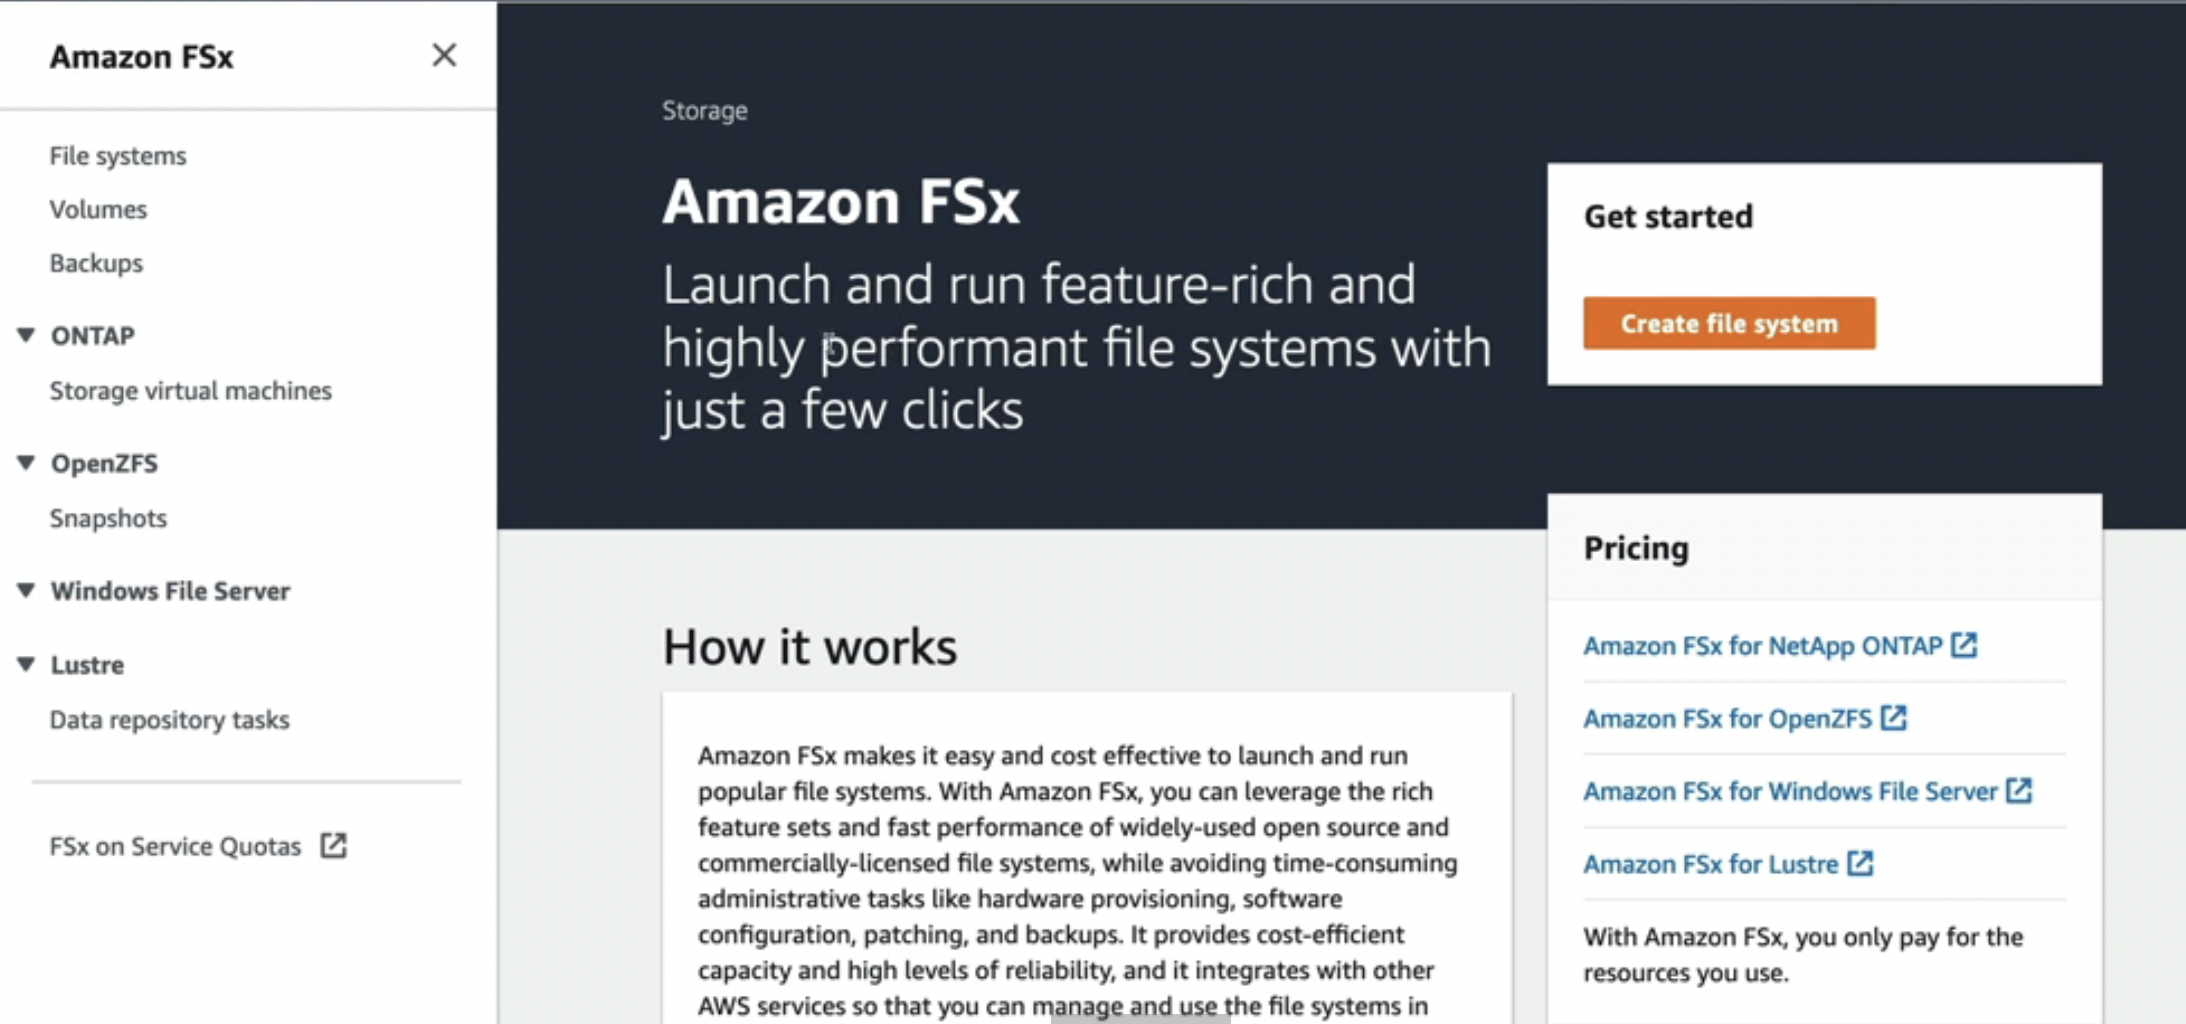 Amazon FSx
File systems
Volumes
Backups
ONTAP
Storage virtual machines
OpenZFS
Snapshots
Windows File Server
Lustre
Data repository tasks
FSx on Service Quotas
Storage
Amazon FSx
Launch and run feature-rich and
highly performant file systems with
just a few clicks
Get started
Create file system
How it works
Amazon FSx makes it easy and cost effective to launch and run
popular file systems. With Amazon FSx, you can leverage the rich
feature sets and fast performance of widely-used open source and
commercially-licensed file systems, while avoiding time-consuming
administrative tasks like hardware provisioning, software
configuration, patching, and backups. It provides cost-efficient
capacity and high levels of reliability, and it integrates with other
AWS services so that you can manage and use the file systems in
Pricing
Amazon FSx for NetApp ONTAP
Amazon FSx for OpenZFS
Amazon FSx for Windows File Server
Amazon FSx for Lustre
With Amazon FSx, you only pay for the
resources you use.